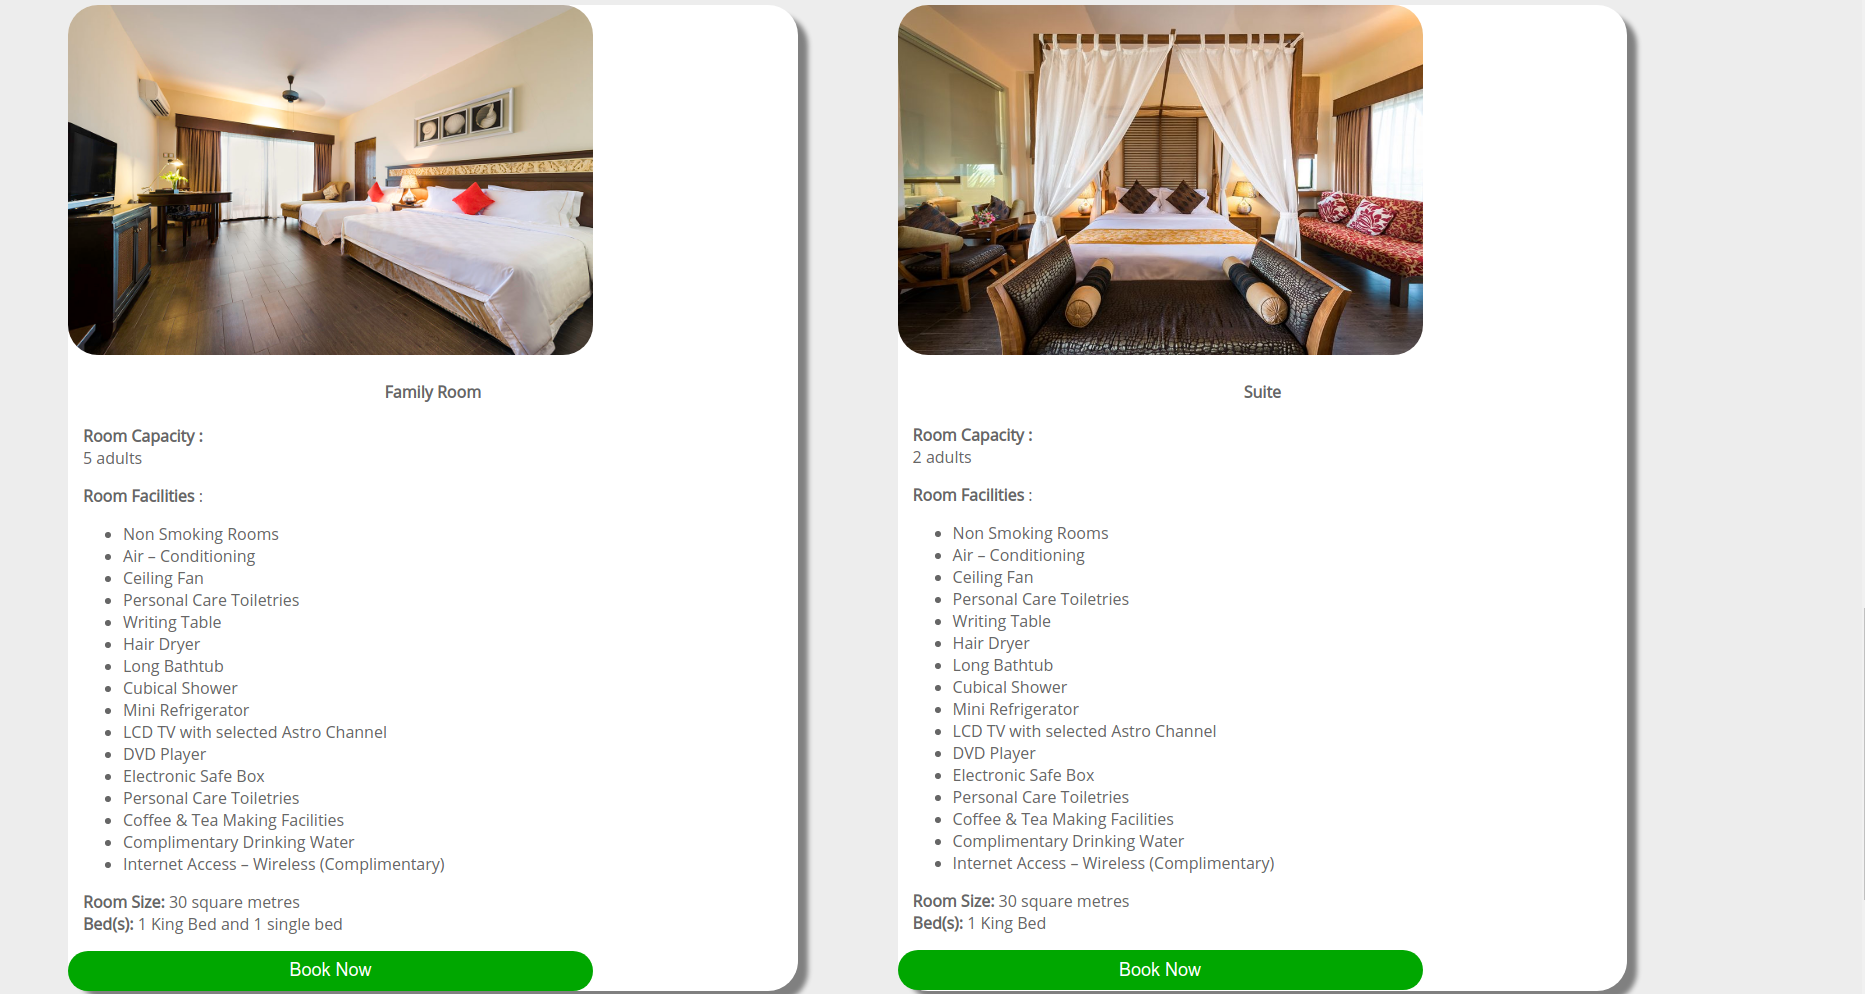 Family Room
Room Capacity :
5 adults
Room Facilities :
Non Smoking Rooms
Air – Conditioning
Ceiling Fan
Personal Care Toiletries
Writing Table
Hair Dryer
Long Bathtub
Cubical Shower
Mini Refrigerator
LCD TV with selected Astro Channel
DVD Player
Electronic Safe Box
Personal Care Toiletries
Coffee & Tea Making Facilities
Complimentary Drinking Water
Internet Access – Wireless (Complimentary)
Room Size: 30 square metres
Bed(s): 1 King Bed and 1 single bed
Book Now
Suite
Room Capacity :
2 adults
Room Facilities :
Non Smoking Rooms
Air – Conditioning
Ceiling Fan
Personal Care Toiletries
Writing Table
Hair Dryer
Long Bathtub
Cubical Shower
Mini Refrigerator
LCD TV with selected Astro Channel
DVD Player
Electronic Safe Box
Personal Care Toiletries
Coffee & Tea Making Facilities
Complimentary Drinking Water
Internet Access – Wireless (Complimentary)
Room Size: 30 square metres
Bed(s): 1 King Bed
Book Now